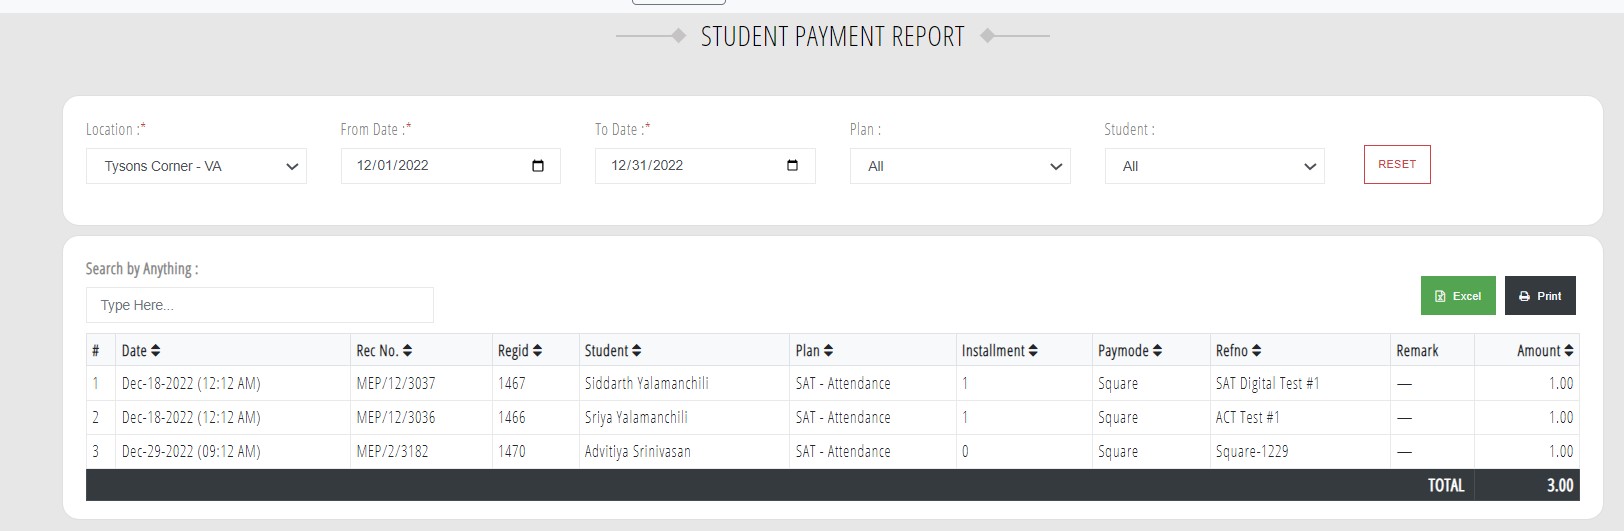 STUDENT PAYMENT REPORT
Location :* From Date :* To Date :* Plan : Student :
Tysons Corner - VA 12/01/2022 12/31/2022 All All RESET
Search by Anything :
Type Here... Excel Print
# Date Rec No. Regid Student Plan Installment Paymode Refno Remark Amount
1 Dec-18-2022 (12:12 AM) MEP/12/3037 1467 Siddarth Yalamanchili SAT - Attendance 1 Square SAT Digital Test #1 — 1.00
2 Dec-18-2022 (12:12 AM) MEP/12/3036 1466 Sriya Yalamanchili SAT - Attendance 1 Square ACT Test #1 — 1.00
3 Dec-29-2022 (09:12 AM) MEP/2/3182 1470 Advitiya Srinivasan SAT - Attendance 0 Square Square-1229 — 1.00
TOTAL 3.00